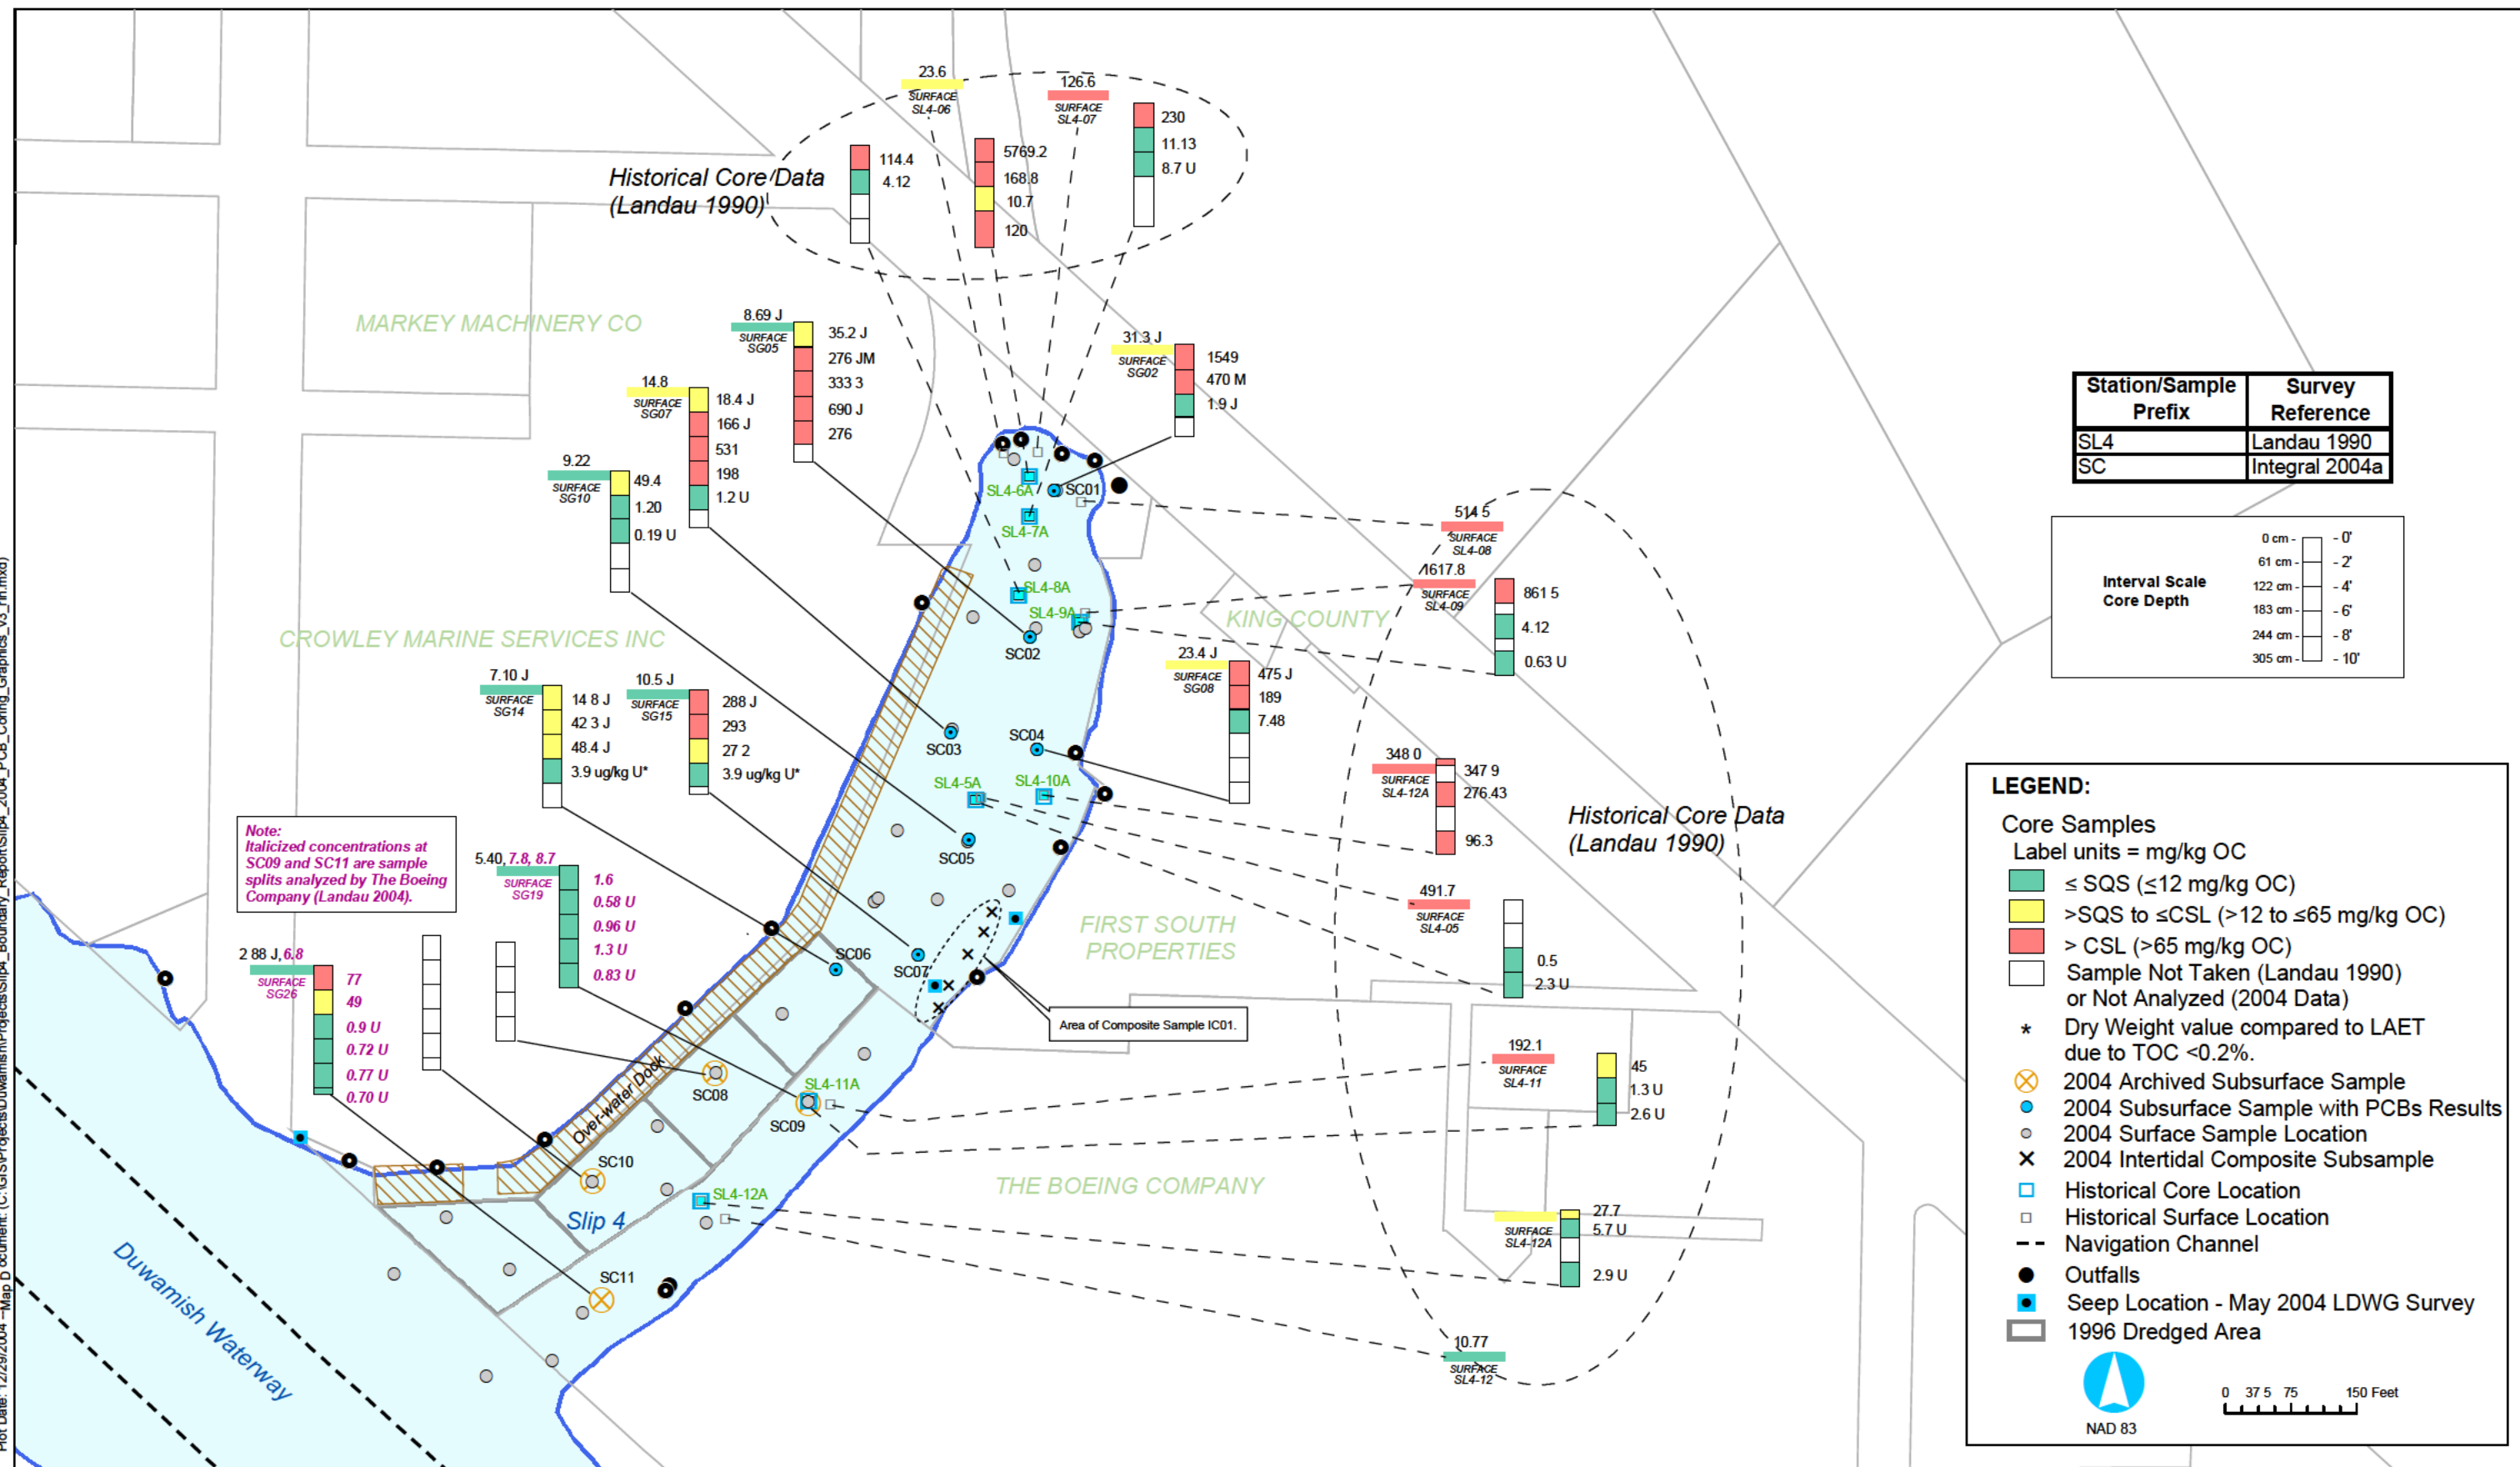 23.6
SURFACE
SL4-06
126.6
SURFACE
SL4-07
230
11.13
8.7 U
114.4
4.12
5769.2
168.8
10.7
120
Historical Core Data
(Landau 1990)
MARKEY MACHINERY CO
8.69 J
SURFACE
SG05
35.2 J
276 JM
333 3
690 J
276
31.3 J
SURFACE
SG02
1549
470 M
1.9 J
14.8
SURFACE
SG07
18.4 J
166 J
531
198
1.2 U
9.22
SURFACE
SG10
49.4
1.20
0.19 U
Station/Sample Prefix
Survey Reference
SL4
Landau 1990
SC
Integral 2004a
SL4-6A
SC01
SL4-7A
SL4-8A
SL4-9A
SC02
514 5
SURFACE
SL4-08
1617.8
SURFACE
SL4-09
861 5
4.12
0.63 U
Interval Scale
Core Depth
0 cm - - 0'
61 cm - - 2'
122 cm - - 4'
183 cm - - 6'
244 cm - - 8'
305 cm - - 10'
KING COUNTY
CROWLEY MARINE SERVICES INC
7.10 J
SURFACE
SG14
14 8 J
42 3 J
48.4 J
3.9 ug/kg U*
10.5 J
SURFACE
SG15
288 J
293
27 2
3.9 ug/kg U*
23.4 J
SURFACE
SG08
475 J
189
7.48
SC03
SC04
SL4-5A
SL4-10A
SC05
348 0
SURFACE
SL4-12A
347 9
276.43
96.3
Historical Core Data
(Landau 1990)
Note:
Italicized concentrations at
SC09 and SC11 are sample
splits analyzed by The Boeing
Company (Landau 2004).
5.40, 7.8, 8.7
SURFACE
SG19
1.6
0.58 U
0.96 U
1.3 U
0.83 U
491.7
SURFACE
SL4-05
0.5
2.3 U
FIRST SOUTH
PROPERTIES
SC06
SC07
2 88 J, 6.8
SURFACE
SG26
77
49
0.9 U
0.72 U
0.77 U
0.70 U
Area of Composite Sample IC01.
192.1
SURFACE
SL4-11
45
1.3 U
2.6 U
Over-water Dock
SC08
SL4-11A
SC09
SC10
SL4-12A
THE BOEING COMPANY
Slip 4
27.7
SURFACE
SL4-12A
5.7 U
2.9 U
SC11
Duwamish Waterway
10.77
SURFACE
SL4-12
LEGEND:
Core Samples
Label units = mg/kg OC
≤ SQS (≤12 mg/kg OC)
>SQS to ≤CSL (>12 to ≤65 mg/kg OC)
> CSL (>65 mg/kg OC)
Sample Not Taken (Landau 1990)
or Not Analyzed (2004 Data)
* Dry Weight value compared to LAET
due to TOC <0.2%.
2004 Archived Subsurface Sample
2004 Subsurface Sample with PCBs Results
2004 Surface Sample Location
2004 Intertidal Composite Subsample
Historical Core Location
Historical Surface Location
Navigation Channel
Outfalls
Seep Location - May 2004 LDWG Survey
1996 Dredged Area
NAD 83
0 37 5 75 150 Feet